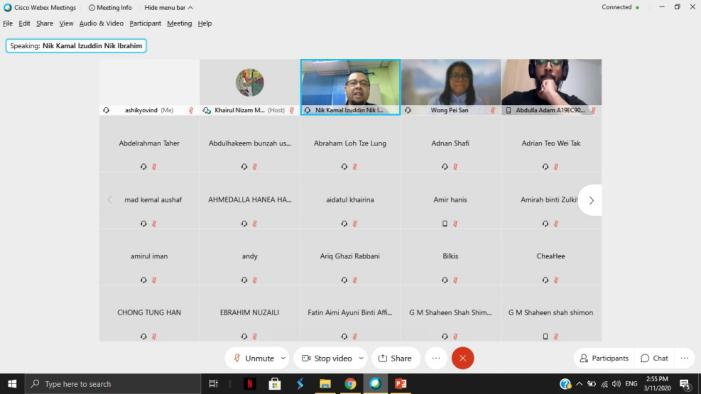 Cisco Webex Meetings
Meeting Info
Hide menu bar
Connected
File Edit Share View Audio & Video Participant Meeting Help
Speaking: Nik Kamal Izuddin Nik Ibrahim
ashikyovind (Me)
Khairul Nizam M... (Host)
Nik Kamal Izuddin Nik I...
Wong Pei San
Abdulla Adam A19EC90...
Abdelrahman Taher
Abdulhakeem bunzah us...
Abraham Loh Tze Lung
Adnan Shafi
Adrian Teo Wei Tak
mad kemal aushaf
AHMEDALLA HANEA HA...
aidatul khairina
Amir hanis
Amirah binti Zulkif
amirul iman
andy
Ariq Ghazi Rabbani
Bilkis
CheaHee
CHONG TUNG HAN
EBRAHIM NUZAILI
Fatin Aimi Ayuni Binti Affi...
G M Shaheen Shah Shim...
G M Shaheen shah shimon
Unmute
Stop video
Share
Participants
Chat
Type here to search
ENG
2:55 PM
3/11/2020